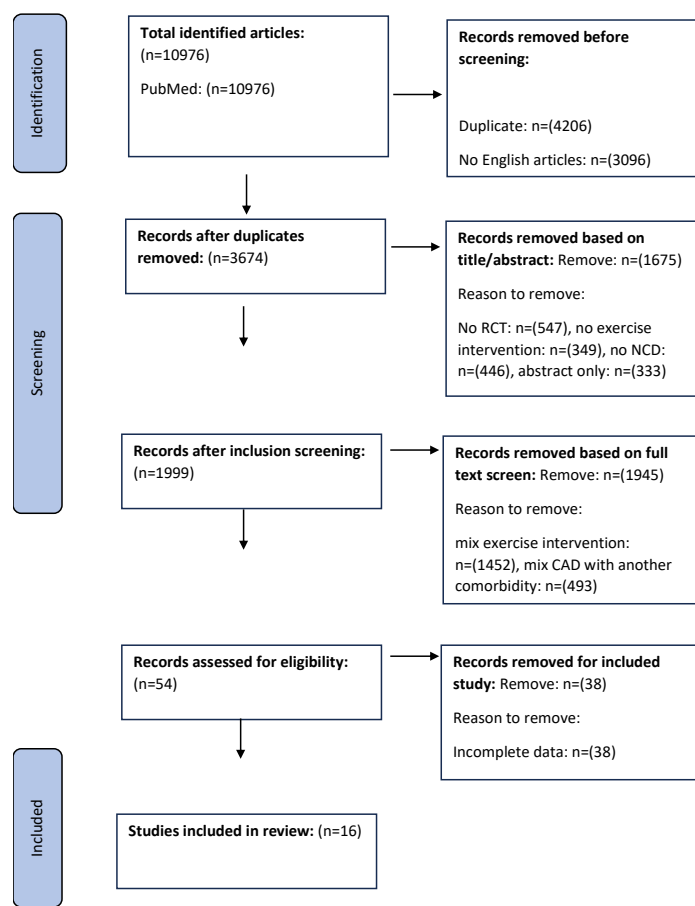 Identification
Total identified articles:
(n=10976)
PubMed: (n=10976)
Records removed before
screening:
Duplicate: n=(4206)
No English articles: n=(3096)
Screening
Records after duplicates
removed: (n=3674)
Records removed based on
title/abstract: Remove: n=(1675)
Reason to remove:
No RCT: n=(547), no exercise
intervention: n=(349), no NCD:
n=(446), abstract only: n=(333)
Records after inclusion screening:
(n=1999)
Records removed based on full
text screen: Remove: n=(1945)
Reason to remove:
mix exercise intervention:
n=(1452), mix CAD with another
comorbidity: n=(493)
Records assessed for eligibility:
(n=54)
Records removed for included
study: Remove: n=(38)
Reason to remove:
Incomplete data: n=(38)
Included
Studies included in review: (n=16)